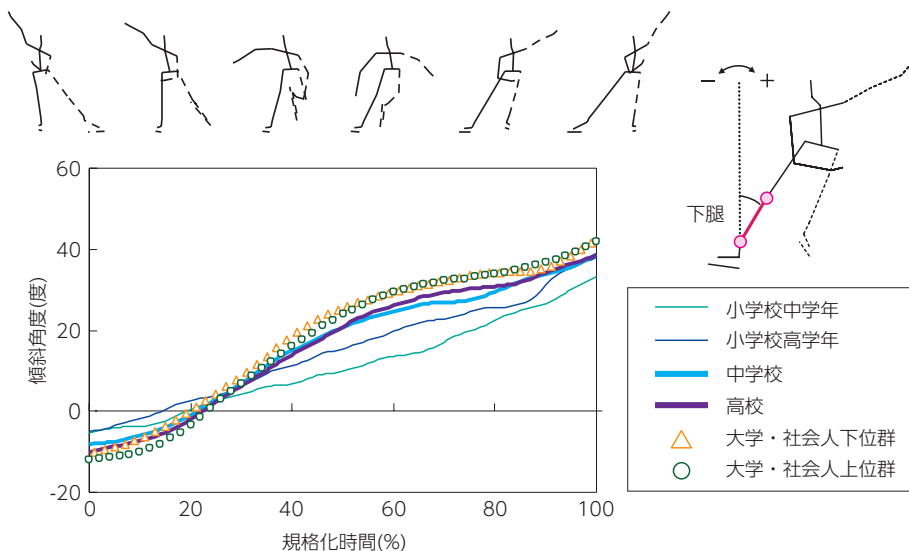 − +
下腿
60
40
20
0
-20
0 20 40 60 80 100
傾斜角度(度)
規格化時間(%)
小学校中学年
小学校高学年
中学校
高校
大学・社会人下位群
大学・社会人上位群